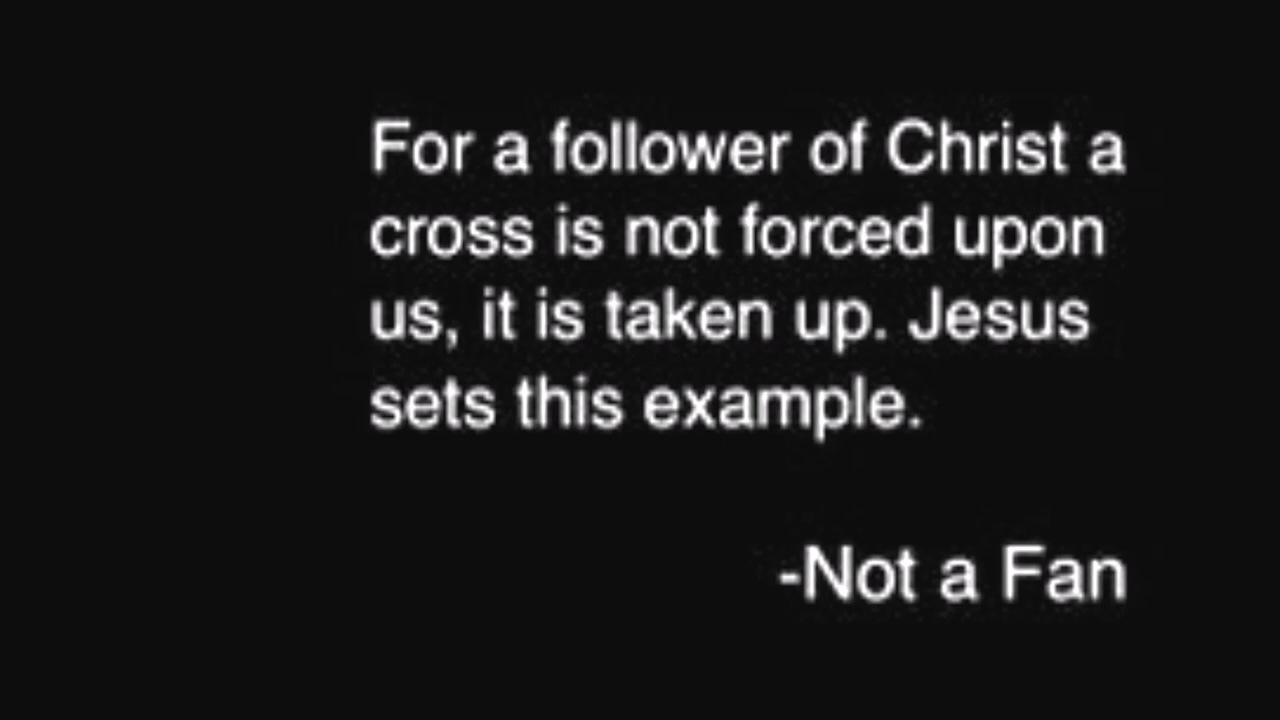 For a follower of Christ a
cross is not forced upon
us, it is taken up. Jesus
sets this example.
-Not a Fan